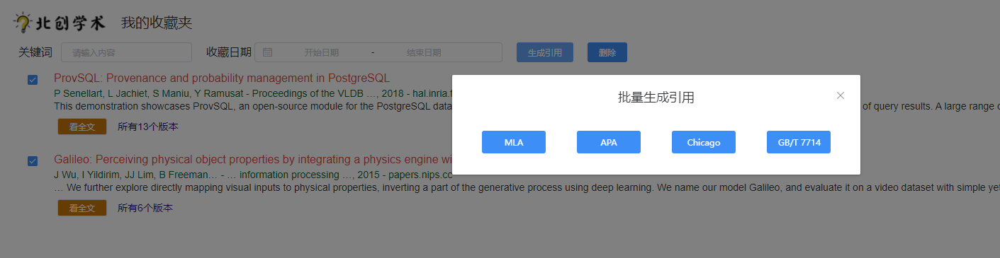 北创学术 我的收藏夹
关键词 请输入内容 收藏日期 开始日期 - 结束日期 生成引用 删除
ProvSQL: Provenance and probability management in PostgreSQL
P Senellart, L Jachiet, S Maniu, Y Ramusat - Proceedings of the VLDB …, 2018 - hal.inria.f
This demonstration showcases ProvSQL, an open-source module for the PostgreSQL data
of query results. A large range o
看全文 所有13个版本
批量生成引用
MLA APA Chicago GB/T 7714
Galileo: Perceiving physical object properties by integrating a physics engine wi
J Wu, I Yildirim, JJ Lim, B Freeman… - … information processing …, 2015 - papers.nips.cc
… We further explore directly mapping visual inputs to physical properties, inverting a part of the generative process using deep learning. We name our model Galileo, and evaluate it on a video dataset with simple yet
看全文 所有6个版本